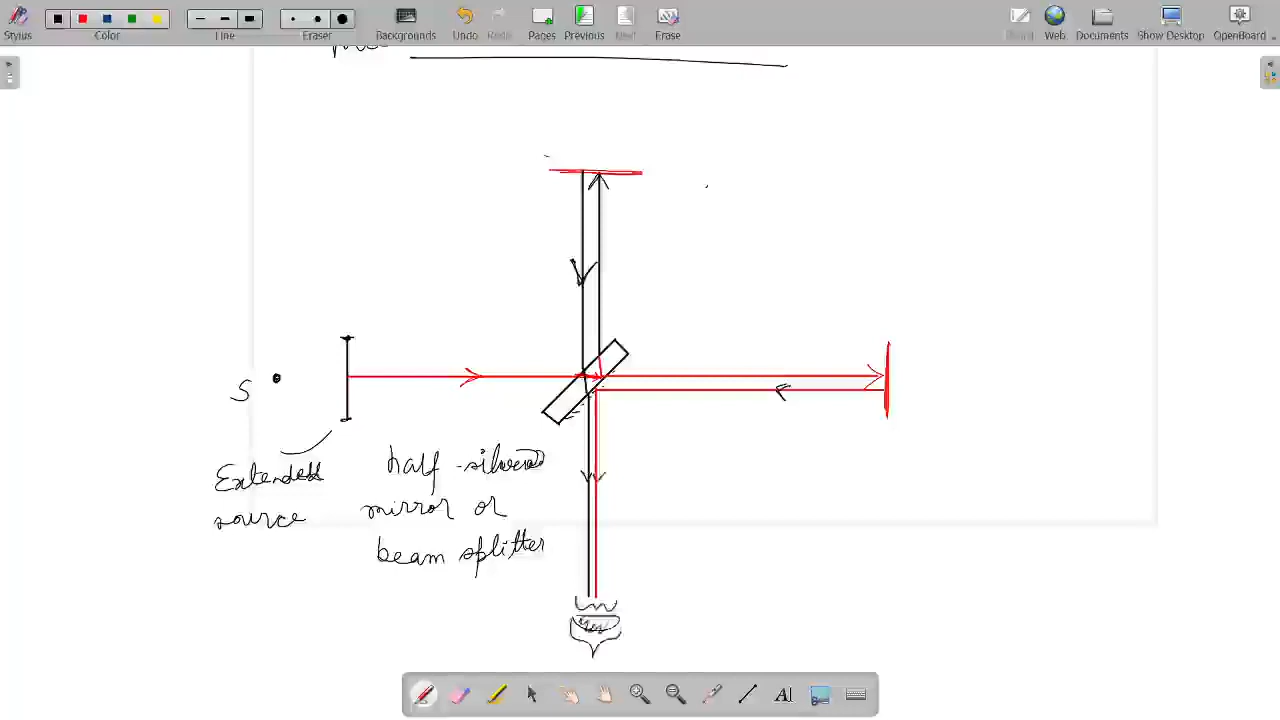 Stylus
Color
Line
Eraser
Backgrounds
Undo
Redo
Pages
Previous
Next
Erase
Board
Web
Documents
Show Desktop
OpenBoard
S
Extended
source
half-silvered
mirror or
beam splitter
AI